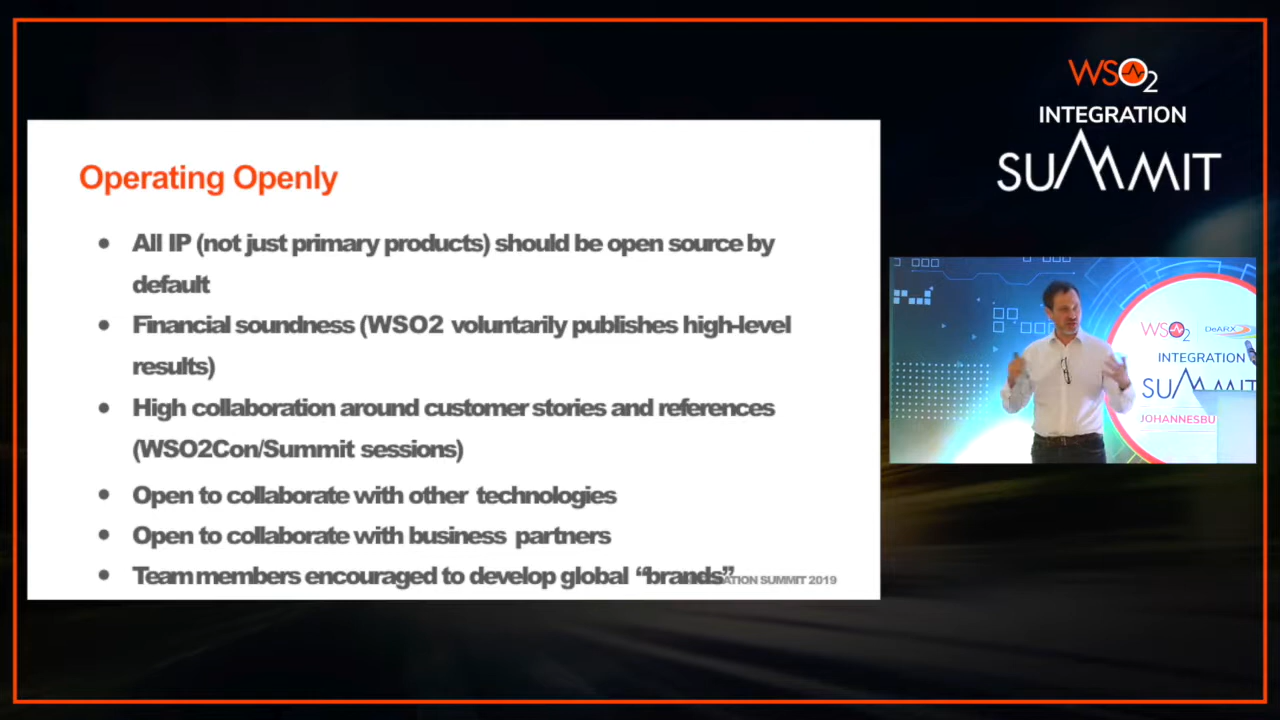 WSO2
INTEGRATION
SUMMIT
Operating Openly
● All IP (not just primary products) should be open source by
default
● Financial soundness (WSO2 voluntarily publishes high-level
results)
● High collaboration around customer stories and references
(WSO2Con/Summit sessions)
● Open to collaborate with other technologies
● Open to collaborate with business partners
● Team members encouraged to develop global “brands”
SUMMIT 2019
WSO2
DeARX
INTEGRATION
SUMMIT
JOHANNESBU